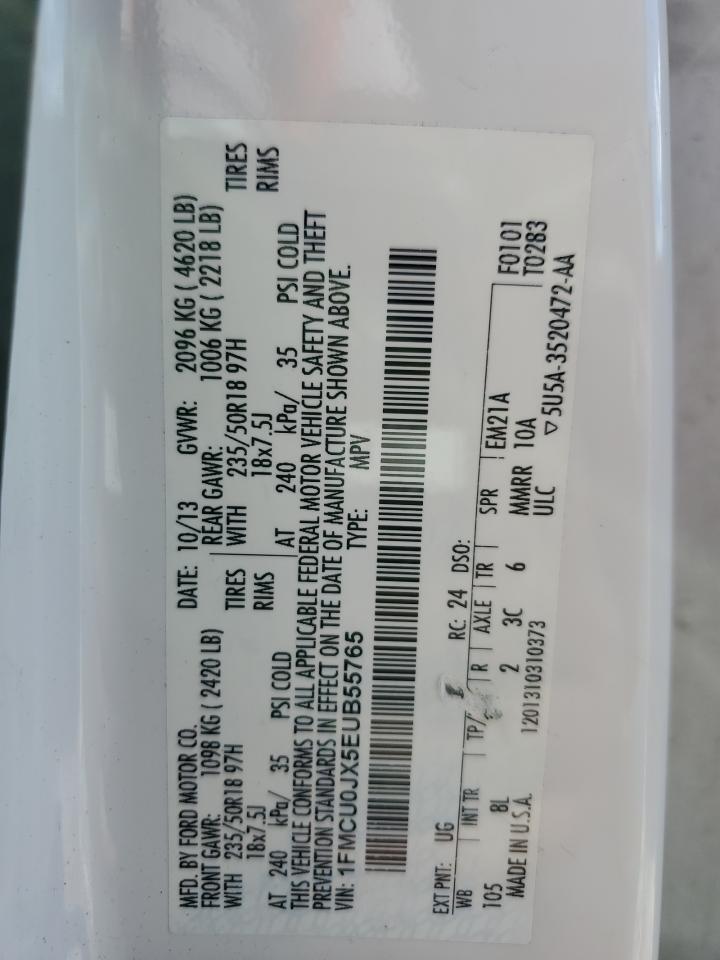 MFD. BY FORD MOTOR CO. DATE: 10/13 GVWR: 2096 KG ( 4620 LB)
FRONT GAWR: 1098 KG ( 2420 LB) REAR GAWR: 1006 KG ( 2218 LB)
WITH 235/50R18 97H TIRES WITH 235/50R18 97H TIRES
18x7.5J RIMS 18x7.5J RIMS
AT 240 kPa/ 35 PSI COLD AT 240 kPa/ 35 PSI COLD
THIS VEHICLE CONFORMS TO ALL APPLICABLE FEDERAL MOTOR VEHICLE SAFETY AND THEFT
PREVENTION STANDARDS IN EFFECT ON THE DATE OF MANUFACTURE SHOWN ABOVE.
VIN: 1FMCU0JX5EUB55765 TYPE: MPV
EXT PNT: UG RC: 24 DSO:
WB INT TR TP/ R AXLE TR SPR EM21A F0101
105 8L 2 3C 6 MMRR 10A T0283
MADE IN U.S.A. 1201310310373 ULC ▽5U5A-3520472-AA